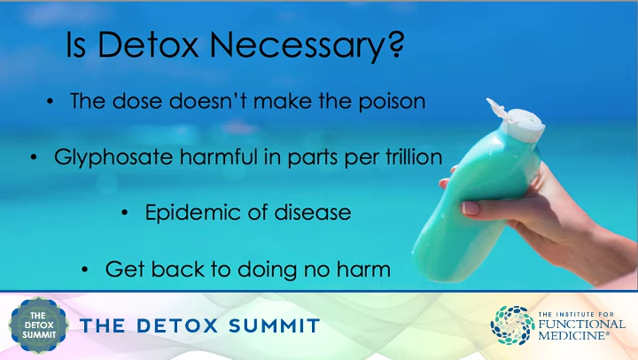 Is Detox Necessary?
• The dose doesn't make the poison
• Glyphosate harmful in parts per trillion
• Epidemic of disease
• Get back to doing no harm
THE
DETOX
SUMMIT
THE DETOX SUMMIT
THE INSTITUTE FOR
FUNCTIONAL
MEDICINE®